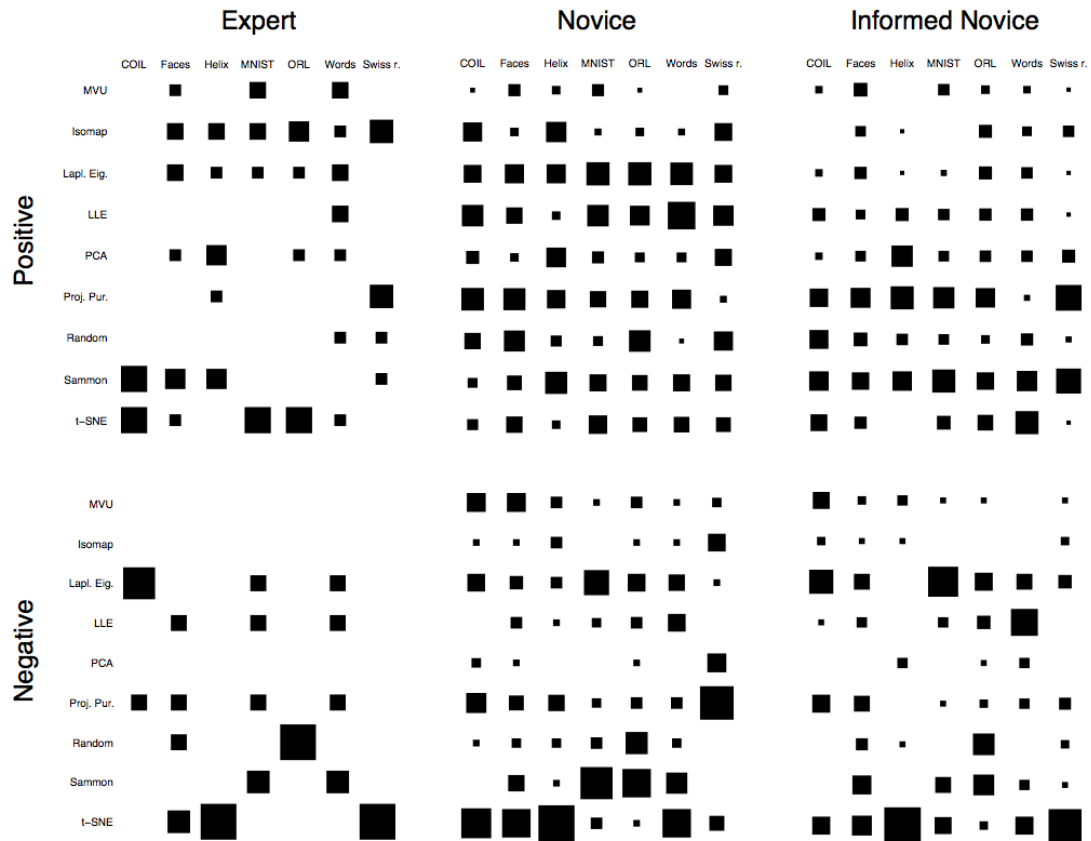 Expert Novice Informed Novice
COIL Faces Helix MNIST ORL Words Swiss r. COIL Faces Helix MNIST ORL Words Swiss r. COIL Faces Helix MNIST ORL Words Swiss r.
Positive
MVU
Isomap
Lapl. Eig.
LLE
PCA
Proj. Pur.
Random
Sammon
t-SNE
Negative
MVU
Isomap
Lapl. Eig.
LLE
PCA
Proj. Pur.
Random
Sammon
t-SNE